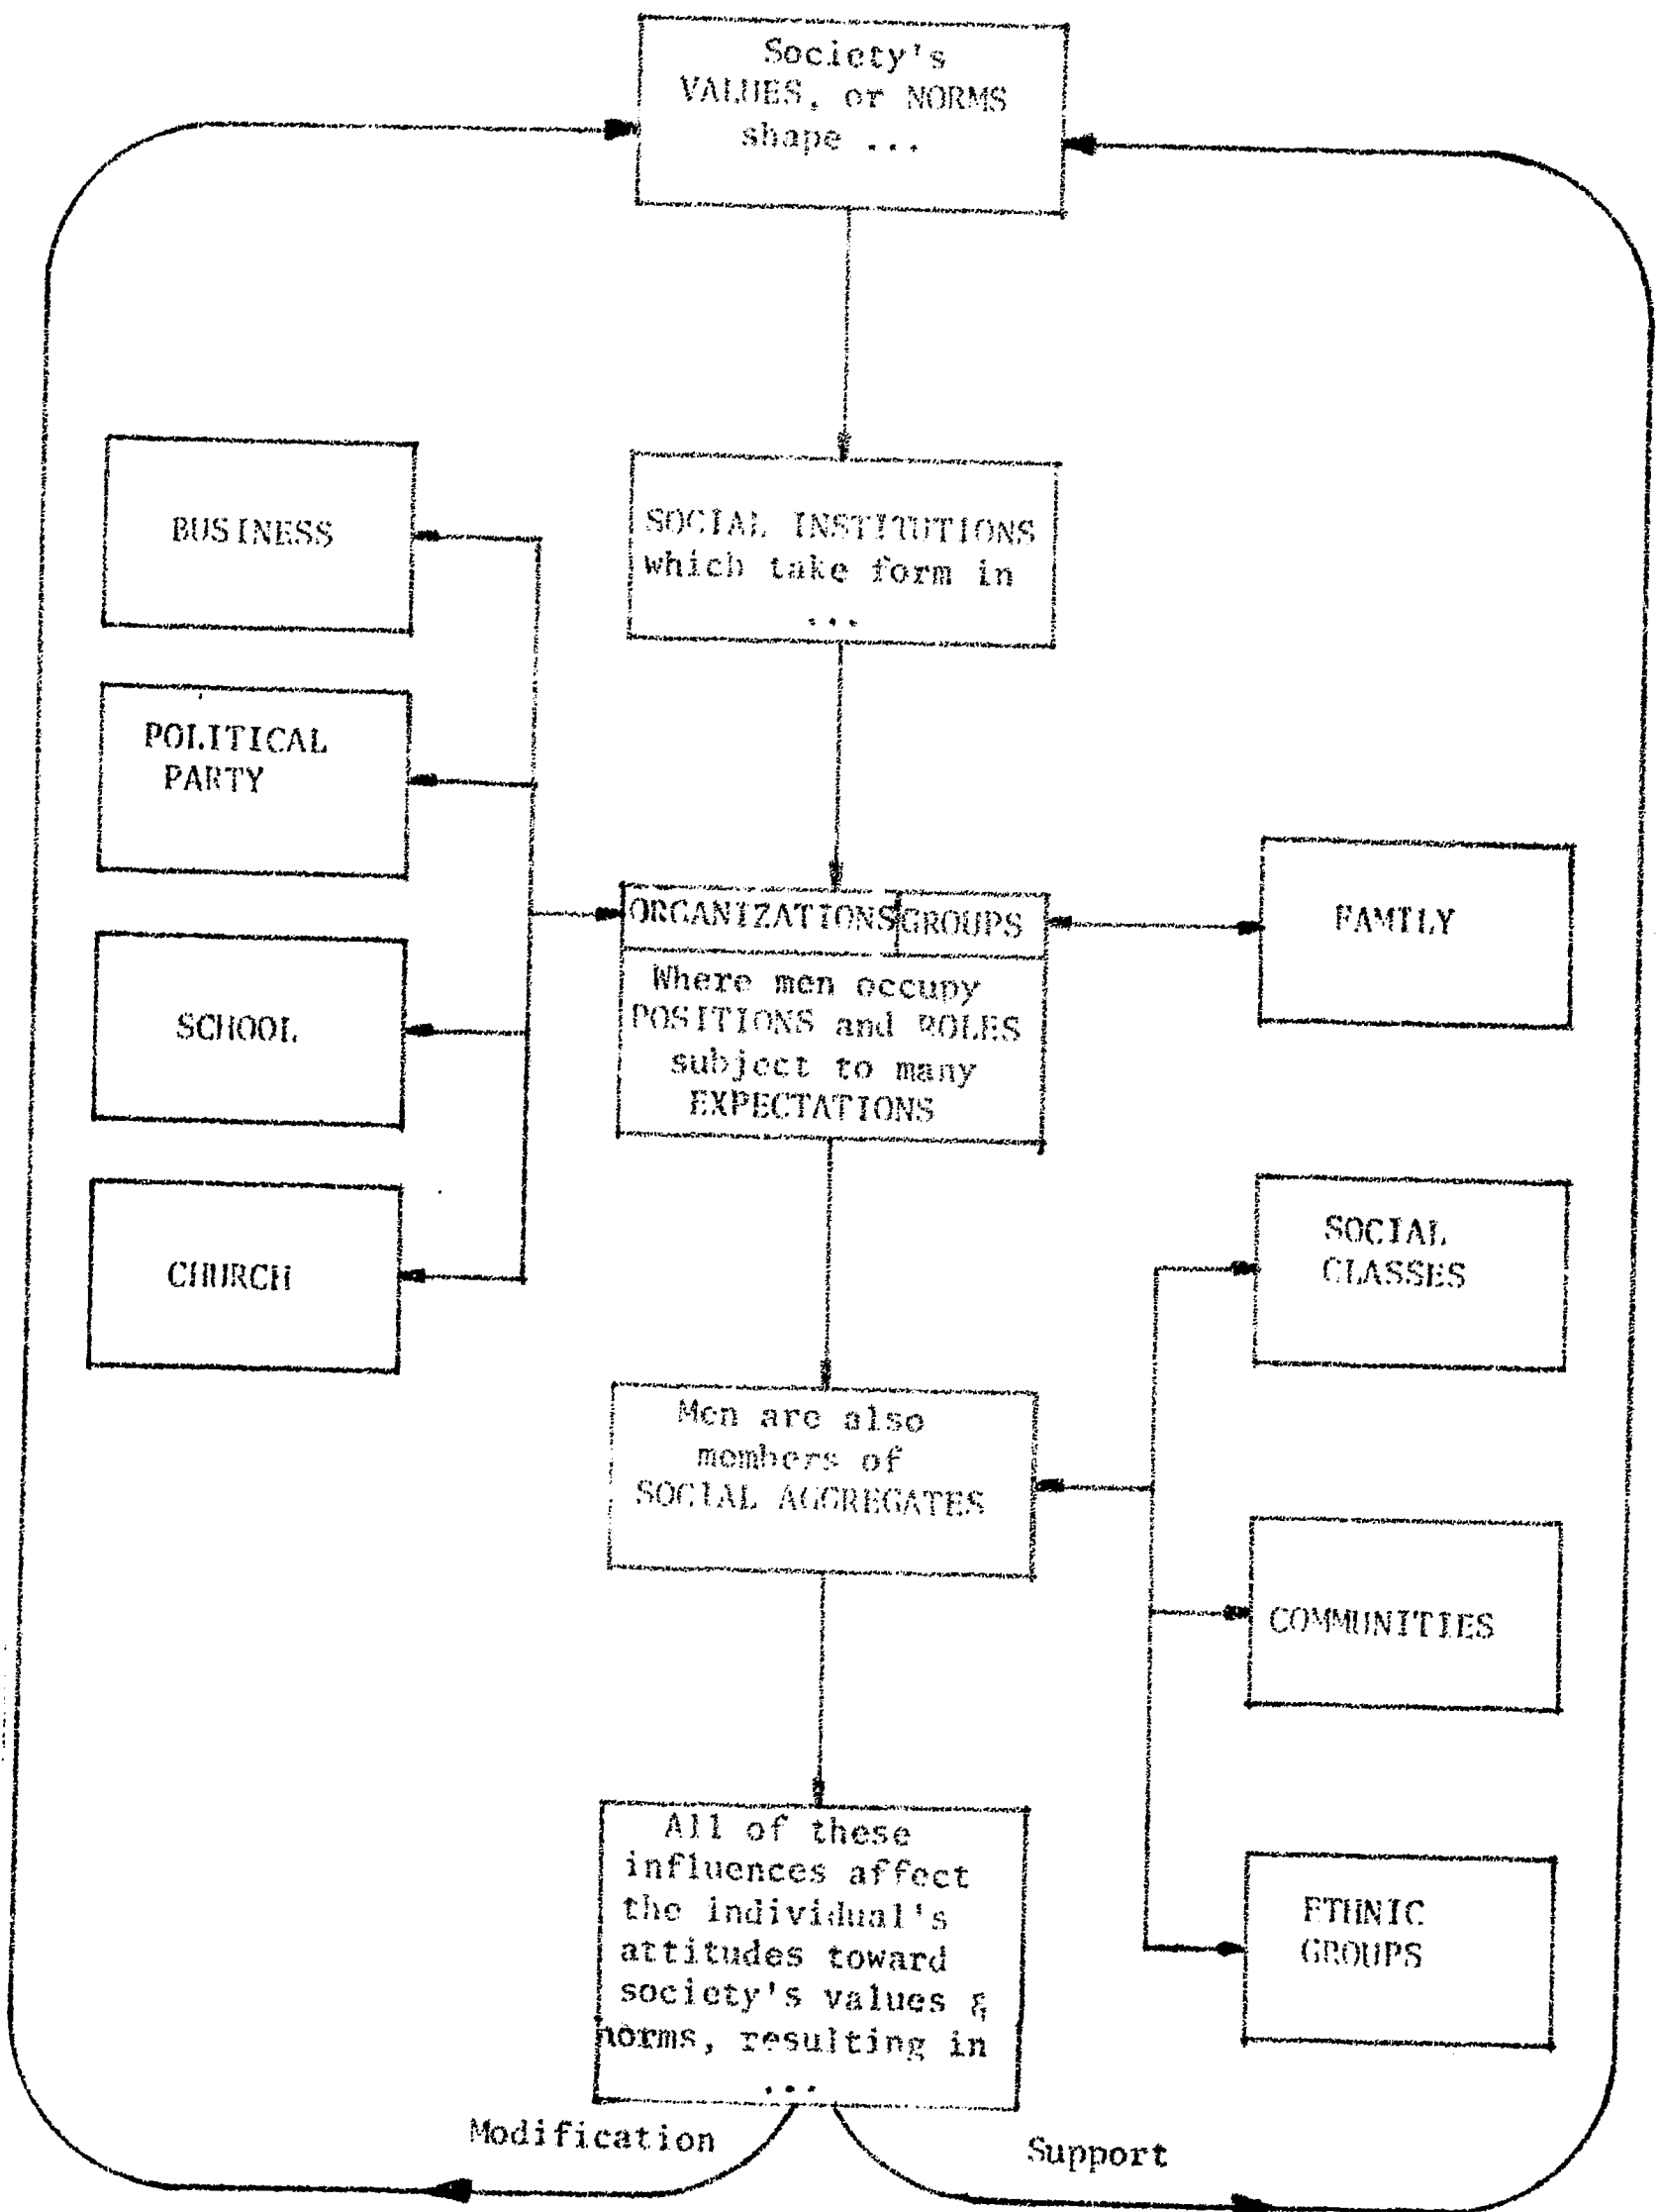 Society's
VALUES, or NORMS
shape ...
SOCIAL INSTITUTIONS
which take form in
...
BUSINESS
POLITICAL
PARTY
SCHOOL
CHURCH
ORGANIZATIONS GROUPS
Where men occupy
POSITIONS and ROLES
subject to many
EXPECTATIONS
FAMILY
Men are also
members of
SOCIAL AGGREGATES
SOCIAL
CLASSES
COMMUNITIES
ETHNIC
GROUPS
All of these
influences affect
the individual's
attitudes toward
society's values &
norms, resulting in
...
Modification
Support